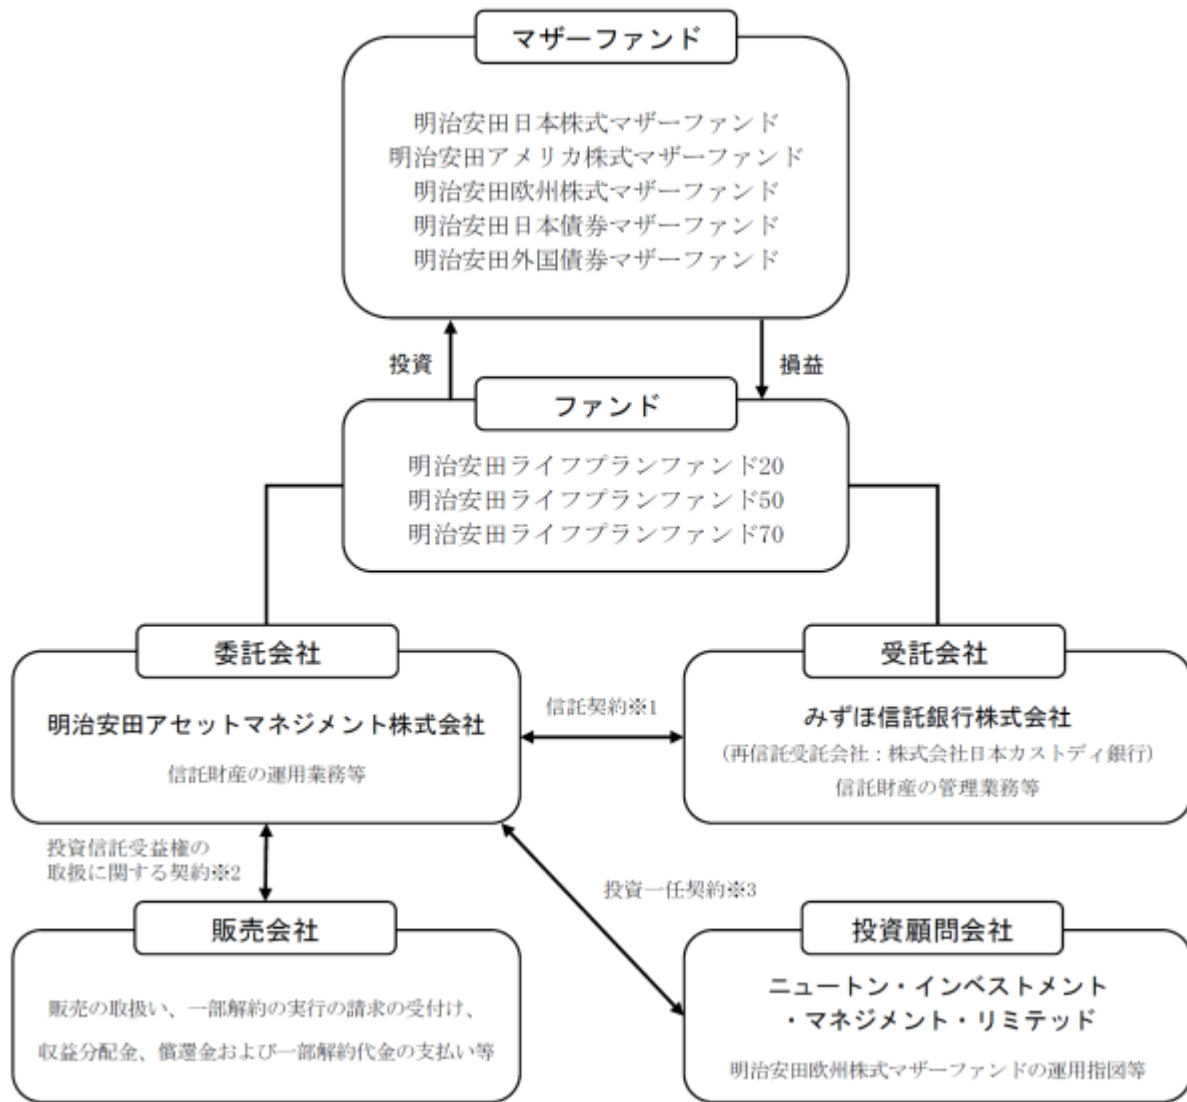 マザーファンド
明治安田日本株式マザーファンド
明治安田アメリカ株式マザーファンド
明治安田欧州株式マザーファンド
明治安田日本債券マザーファンド
明治安田外国債券マザーファンド
投資
損益
ファンド
明治安田ライフプランファンド20
明治安田ライフプランファンド50
明治安田ライフプランファンド70
委託会社
明治安田アセットマネジメント株式会社
信託財産の運用業務等
信託契約※1
受託会社
みずほ信託銀行株式会社
(再信託受託会社：株式会社日本カストディ銀行)
信託財産の管理業務等
投資信託受益権の
取扱に関する契約※2
投資一任契約※3
販売会社
販売の取扱い、一部解約の実行の請求の受付け、
収益分配金、償還金および一部解約代金の支払い等
投資顧問会社
ニュートン・インベストメント
・マネジメント・リミテッド
明治安田欧州株式マザーファンドの運用指図等